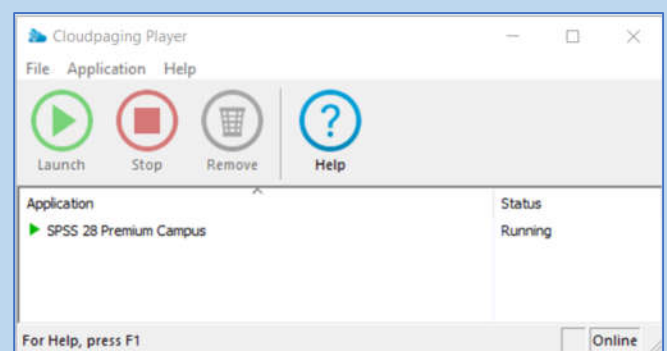 Cloudpaging Player
File Application Help
Launch Stop Remove Help
Application Status
SPSS 28 Premium Campus Running
For Help, press F1 Online